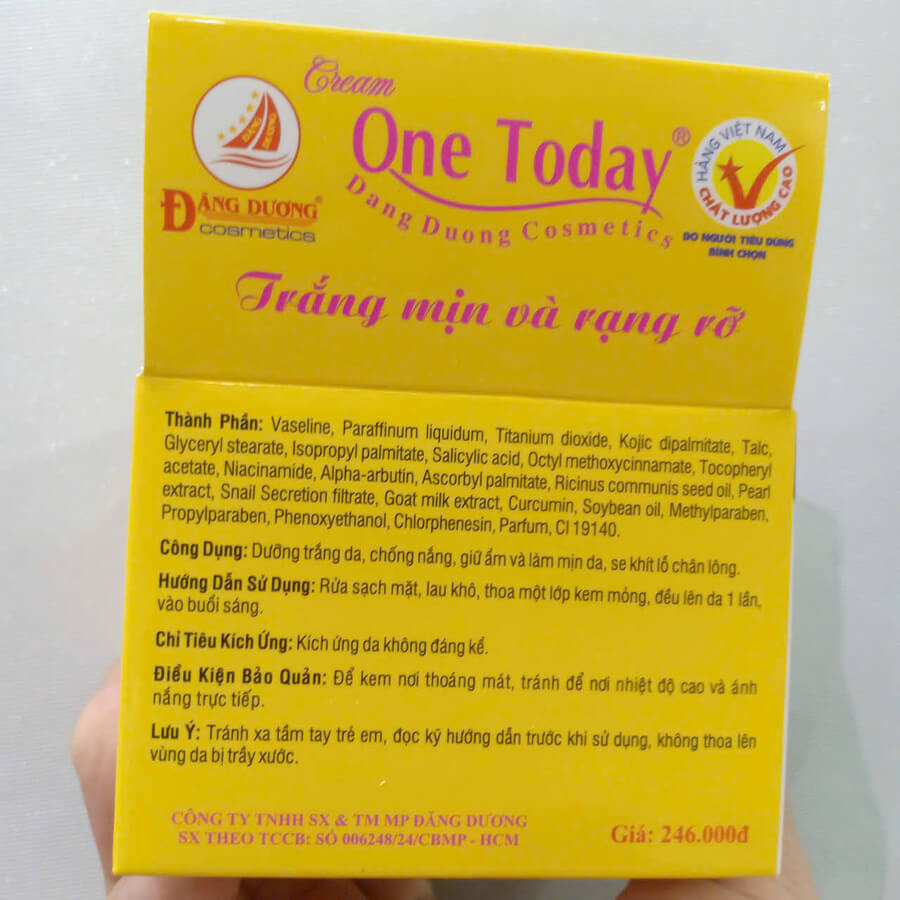 Cream
One Today®
Dang Duong Cosmetics
ĐĂNG DƯƠNG
ĐĂNG DƯƠNG®
cosmetics
HÀNG VIỆT NAM
CHẤT LƯỢNG CAO
DO NGƯỜI TIÊU DÙNG
BÌNH CHỌN
Trắng mịn và rạng rỡ
Thành Phần: Vaseline, Paraffinum liquidum, Titanium dioxide, Kojic dipalmitate, Talc,
Glyceryl stearate, Isopropyl palmitate, Salicylic acid, Octyl methoxycinnamate, Tocopheryl
acetate, Niacinamide, Alpha-arbutin, Ascorbyl palmitate, Ricinus communis seed oil, Pearl
extract, Snail Secretion filtrate, Goat milk extract, Curcumin, Soybean oil, Methylparaben,
Propylparaben, Phenoxyethanol, Chlorphenesin, Parfum, CI 19140.
Công Dụng: Dưỡng trắng da, chống nắng, giữ ẩm và làm mịn da, se khít lỗ chân lông.
Hướng Dẫn Sử Dụng: Rửa sạch mặt, lau khô, thoa một lớp kem mỏng, đều lên da 1 lần,
vào buổi sáng.
Chỉ Tiêu Kích Ứng: Kích ứng da không đáng kể.
Điều Kiện Bảo Quản: Để kem nơi thoáng mát, tránh để nơi nhiệt độ cao và ánh
nắng trực tiếp.
Lưu Ý: Tránh xa tầm tay trẻ em, đọc kỹ hướng dẫn trước khi sử dụng, không thoa lên
vùng da bị trầy xước.
CÔNG TY TNHH SX & TM MP ĐĂNG DƯƠNG
SX THEO TCCB: SỐ 006248/24/CBMP - HCM
Giá: 246.000đ